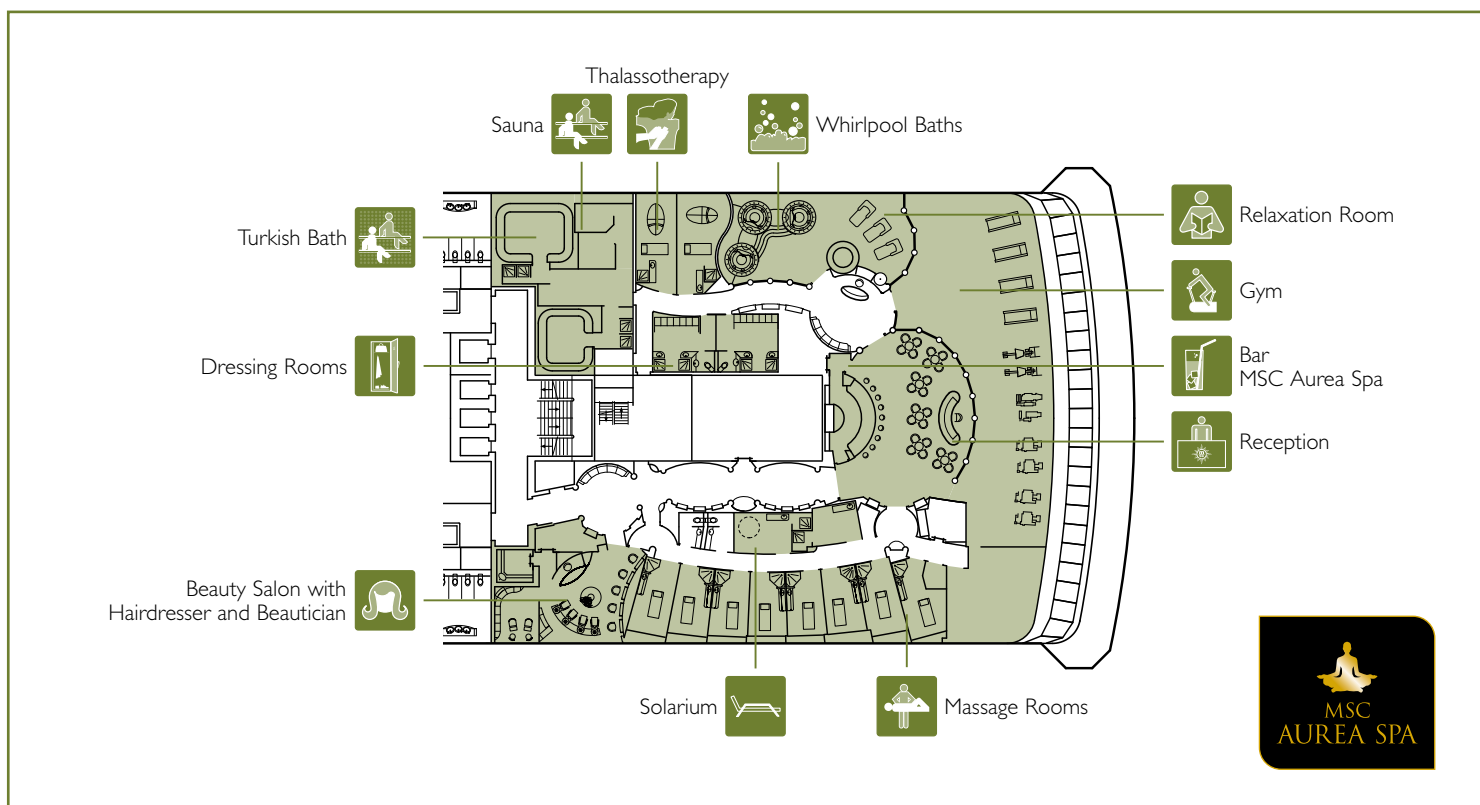 Thalassotherapy
Sauna
Whirlpool Baths
Turkish Bath
Relaxation Room
Gym
Dressing Rooms
Bar
MSC Aurea Spa
Reception
Beauty Salon with
Hairdresser and Beautician
Solarium
Massage Rooms
MSC
AUREA SPA